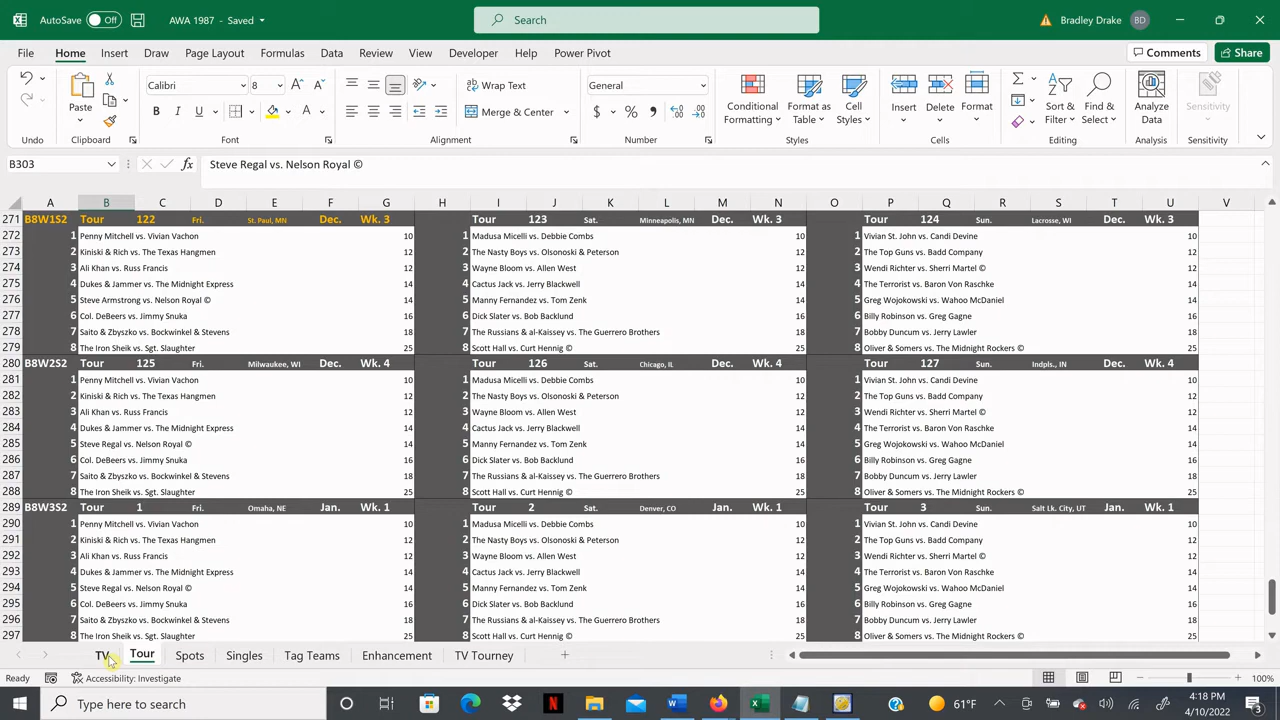 AutoSave Off AWA 1987 - Saved Search Bradley Drake BD
File Home Insert Draw Page Layout Formulas Data Review View Developer Help Power Pivot Comments Share
Calibri 8 Wrap Text General
Paste B I U Merge & Center $ % , Conditional Formatting Format as Table Cell Styles Insert Delete Format Sort & Filter Find & Select Analyze Data Sensitivity
Undo Clipboard Font Alignment Number Styles Cells Editing Analysis Sensitivity
B303 fx Steve Regal vs. Nelson Royal ©
A B C D E F G H I J K L M N O P Q R S T U V W
271 B8W1S2 Tour 122 Fri. St. Paul, MN Dec. Wk. 3 Tour 123 Sat. Minneapolis, MN Dec. Wk. 3 Tour 124 Sun. Lacrosse, WI Dec. Wk. 3
272 1 Penny Mitchell vs. Vivian Vachon 10 1 Madusa Micelli vs. Debbie Combs 10 1 Vivian St. John vs. Candi Devine 10
273 2 Kiniski & Rich vs. The Texas Hangmen 12 2 The Nasty Boys vs. Olsonoski & Peterson 12 2 The Top Guns vs. Badd Company 12
274 3 Ali Khan vs. Russ Francis 12 3 Wayne Bloom vs. Allen West 12 3 Wendi Richter vs. Sherri Martel © 12
275 4 Dukes & Jammer vs. The Midnight Express 14 4 Cactus Jack vs. Jerry Blackwell 14 4 The Terrorist vs. Baron Von Raschke 14
276 5 Steve Armstrong vs. Nelson Royal © 14 5 Manny Fernandez vs. Tom Zenk 14 5 Greg Wojokowski vs. Wahoo McDaniel 14
277 6 Col. DeBeers vs. Jimmy Snuka 16 6 Dick Slater vs. Bob Backlund 16 6 Billy Robinson vs. Greg Gagne 16
278 7 Saito & Zbyszko vs. Bockwinkel & Stevens 18 7 The Russians & al-Kaissey vs. The Guerrero Brothers 18 7 Bobby Duncum vs. Jerry Lawler 18
279 8 The Iron Sheik vs. Sgt. Slaughter 25 8 Scott Hall vs. Curt Hennig © 25 8 Oliver & Somers vs. The Midnight Rockers © 25
280 B8W2S2 Tour 125 Fri. Milwaukee, WI Dec. Wk. 4 Tour 126 Sat. Chicago, IL Dec. Wk. 4 Tour 127 Sun. Indpls., IN Dec. Wk. 4
281 1 Penny Mitchell vs. Vivian Vachon 10 1 Madusa Micelli vs. Debbie Combs 10 1 Vivian St. John vs. Candi Devine 10
282 2 Kiniski & Rich vs. The Texas Hangmen 12 2 The Nasty Boys vs. Olsonoski & Peterson 12 2 The Top Guns vs. Badd Company 12
283 3 Ali Khan vs. Russ Francis 12 3 Wayne Bloom vs. Allen West 12 3 Wendi Richter vs. Sherri Martel © 12
284 4 Dukes & Jammer vs. The Midnight Express 14 4 Cactus Jack vs. Jerry Blackwell 14 4 The Terrorist vs. Baron Von Raschke 14
285 5 Steve Regal vs. Nelson Royal © 14 5 Manny Fernandez vs. Tom Zenk 14 5 Greg Wojokowski vs. Wahoo McDaniel 14
286 6 Col. DeBeers vs. Jimmy Snuka 16 6 Dick Slater vs. Bob Backlund 16 6 Billy Robinson vs. Greg Gagne 16
287 7 Saito & Zbyszko vs. Bockwinkel & Stevens 18 7 The Russians & al-Kaissey vs. The Guerrero Brothers 18 7 Bobby Duncum vs. Jerry Lawler 18
288 8 The Iron Sheik vs. Sgt. Slaughter 25 8 Scott Hall vs. Curt Hennig © 25 8 Oliver & Somers vs. The Midnight Rockers © 25
289 B8W3S2 Tour 1 Fri. Omaha, NE Jan. Wk. 1 Tour 2 Sat. Denver, CO Jan. Wk. 1 Tour 3 Sun. Salt Lk. City, UT Jan. Wk. 1
290 1 Penny Mitchell vs. Vivian Vachon 10 1 Madusa Micelli vs. Debbie Combs 10 1 Vivian St. John vs. Candi Devine 10
291 2 Kiniski & Rich vs. The Texas Hangmen 12 2 The Nasty Boys vs. Olsonoski & Peterson 12 2 The Top Guns vs. Badd Company 12
292 3 Ali Khan vs. Russ Francis 12 3 Wayne Bloom vs. Allen West 12 3 Wendi Richter vs. Sherri Martel © 12
293 4 Dukes & Jammer vs. The Midnight Express 14 4 Cactus Jack vs. Jerry Blackwell 14 4 The Terrorist vs. Baron Von Raschke 14
294 5 Steve Regal vs. Nelson Royal © 14 5 Manny Fernandez vs. Tom Zenk 14 5 Greg Wojokowski vs. Wahoo McDaniel 14
295 6 Col. DeBeers vs. Jimmy Snuka 16 6 Dick Slater vs. Bob Backlund 16 6 Billy Robinson vs. Greg Gagne 16
296 7 Saito & Zbyszko vs. Bockwinkel & Stevens 18 7 The Russians & al-Kaissey vs. The Guerrero Brothers 18 7 Bobby Duncum vs. Jerry Lawler 18
297 8 The Iron Sheik vs. Sgt. Slaughter 25 8 Scott Hall vs. Curt Hennig © 25 8 Oliver & Somers vs. The Midnight Rockers © 25
TV Tour Spots Singles Tag Teams Enhancement TV Tourney
Ready Accessibility: Investigate 100%
Type here to search 61°F 4:18 PM
4/10/2022 3